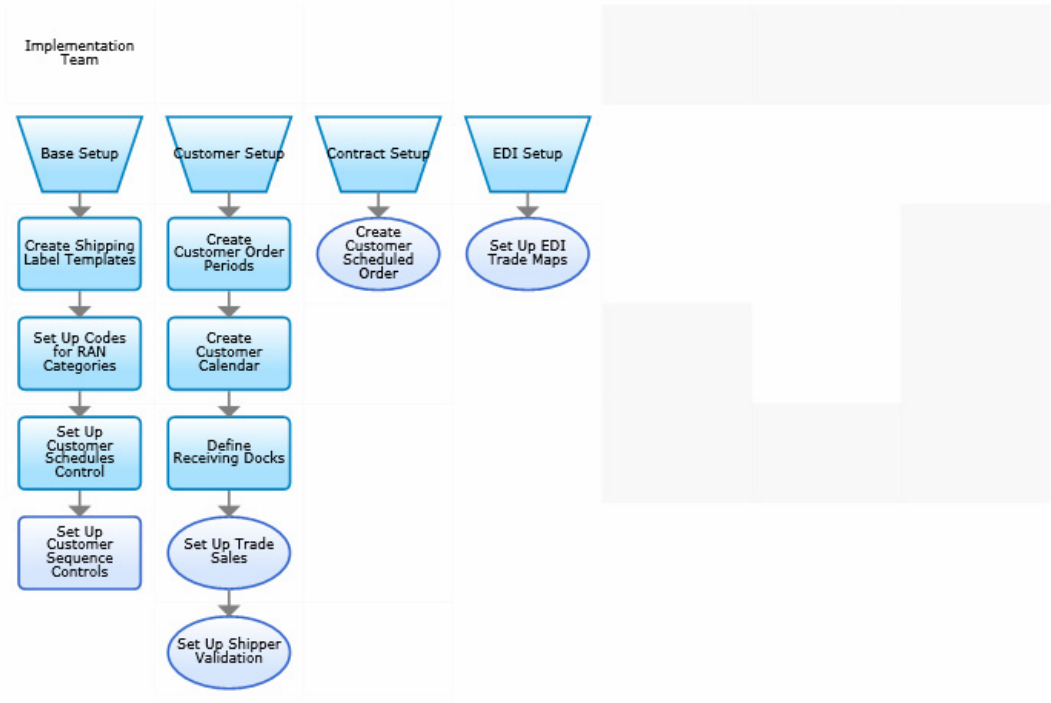 Implementation
Team
Base Setup
Customer Setup
Contract Setup
EDI Setup
Create Shipping
Label Templates
Create
Customer Order
Periods
Create
Customer
Scheduled
Order
Set Up EDI
Trade Maps
Set Up Codes
for RAN
Categories
Create
Customer
Calendar
Set Up
Customer
Schedules
Control
Define
Receiving Docks
Set Up
Customer
Sequence
Controls
Set Up Trade
Sales
Set Up Shipper
Validation